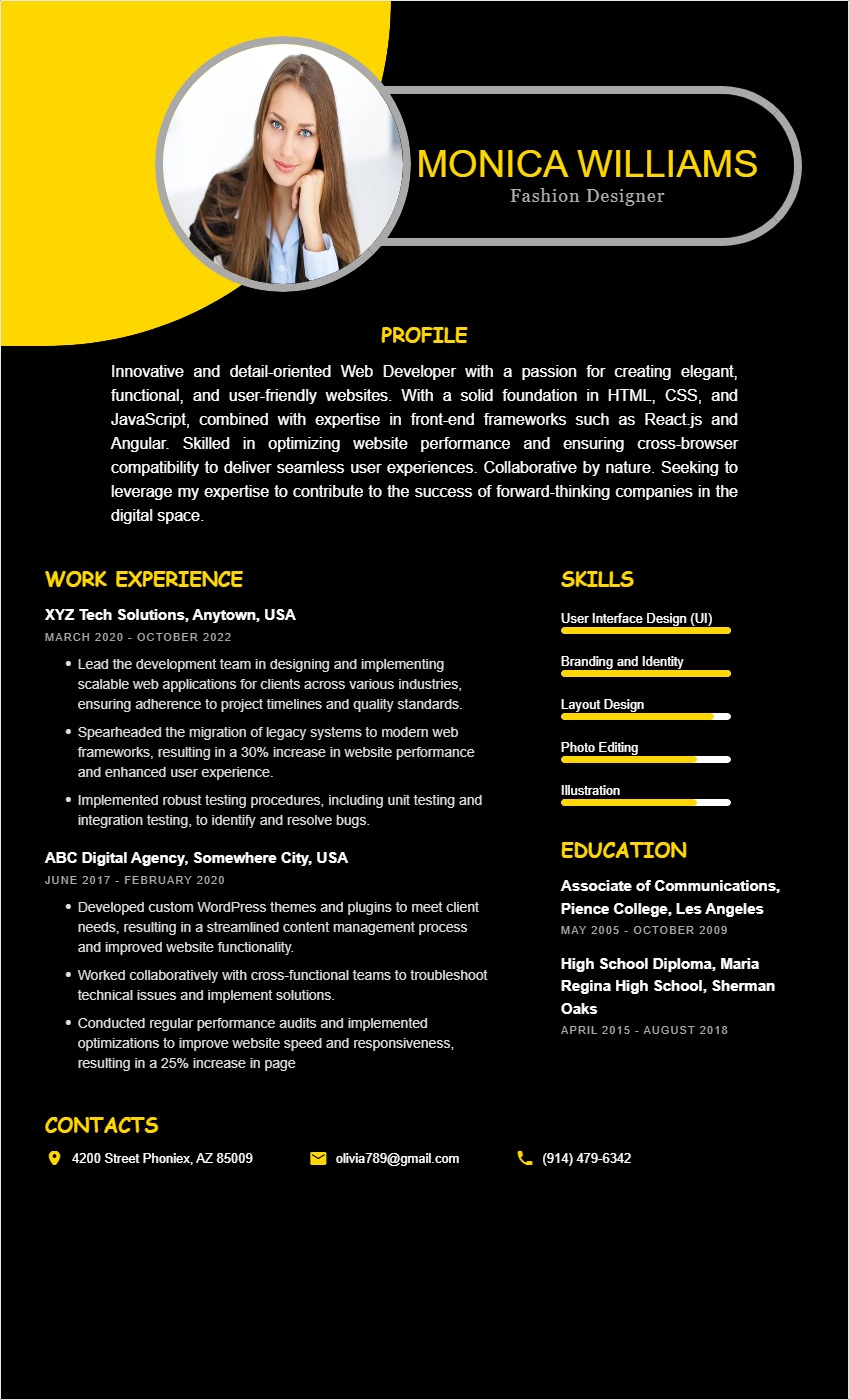 MONICA WILLIAMS
Fashion Designer
PROFILE
Innovative and detail-oriented Web Developer with a passion for creating elegant,
functional, and user-friendly websites. With a solid foundation in HTML, CSS, and
JavaScript, combined with expertise in front-end frameworks such as React.js and
Angular. Skilled in optimizing website performance and ensuring cross-browser
compatibility to deliver seamless user experiences. Collaborative by nature. Seeking to
leverage my expertise to contribute to the success of forward-thinking companies in the
digital space.
WORK EXPERIENCE
XYZ Tech Solutions, Anytown, USA
MARCH 2020 - OCTOBER 2022
• Lead the development team in designing and implementing
scalable web applications for clients across various industries,
ensuring adherence to project timelines and quality standards.
• Spearheaded the migration of legacy systems to modern web
frameworks, resulting in a 30% increase in website performance
and enhanced user experience.
• Implemented robust testing procedures, including unit testing and
integration testing, to identify and resolve bugs.
ABC Digital Agency, Somewhere City, USA
JUNE 2017 - FEBRUARY 2020
• Developed custom WordPress themes and plugins to meet client
needs, resulting in a streamlined content management process
and improved website functionality.
• Worked collaboratively with cross-functional teams to troubleshoot
technical issues and implement solutions.
• Conducted regular performance audits and implemented
optimizations to improve website speed and responsiveness,
resulting in a 25% increase in page
SKILLS
User Interface Design (UI)
Branding and Identity
Layout Design
Photo Editing
Illustration
EDUCATION
Associate of Communications,
Pience College, Les Angeles
MAY 2005 - OCTOBER 2009
High School Diploma, Maria
Regina High School, Sherman
Oaks
APRIL 2015 - AUGUST 2018
CONTACTS
4200 Street Phoniex, AZ 85009
olivia789@gmail.com
(914) 479-6342